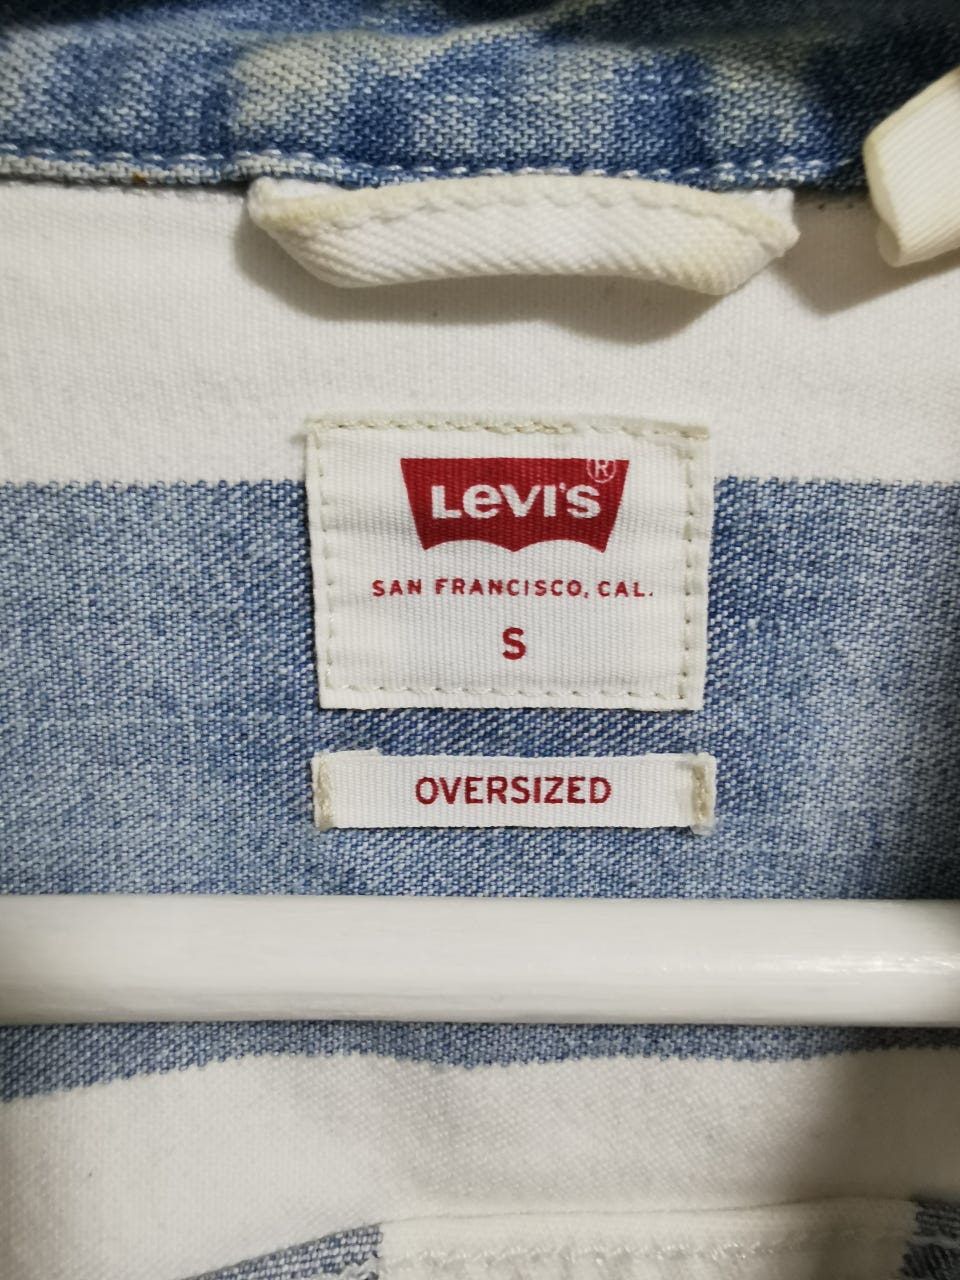 LEVI'S®
SAN FRANCISCO, CAL.
S
OVERSIZED